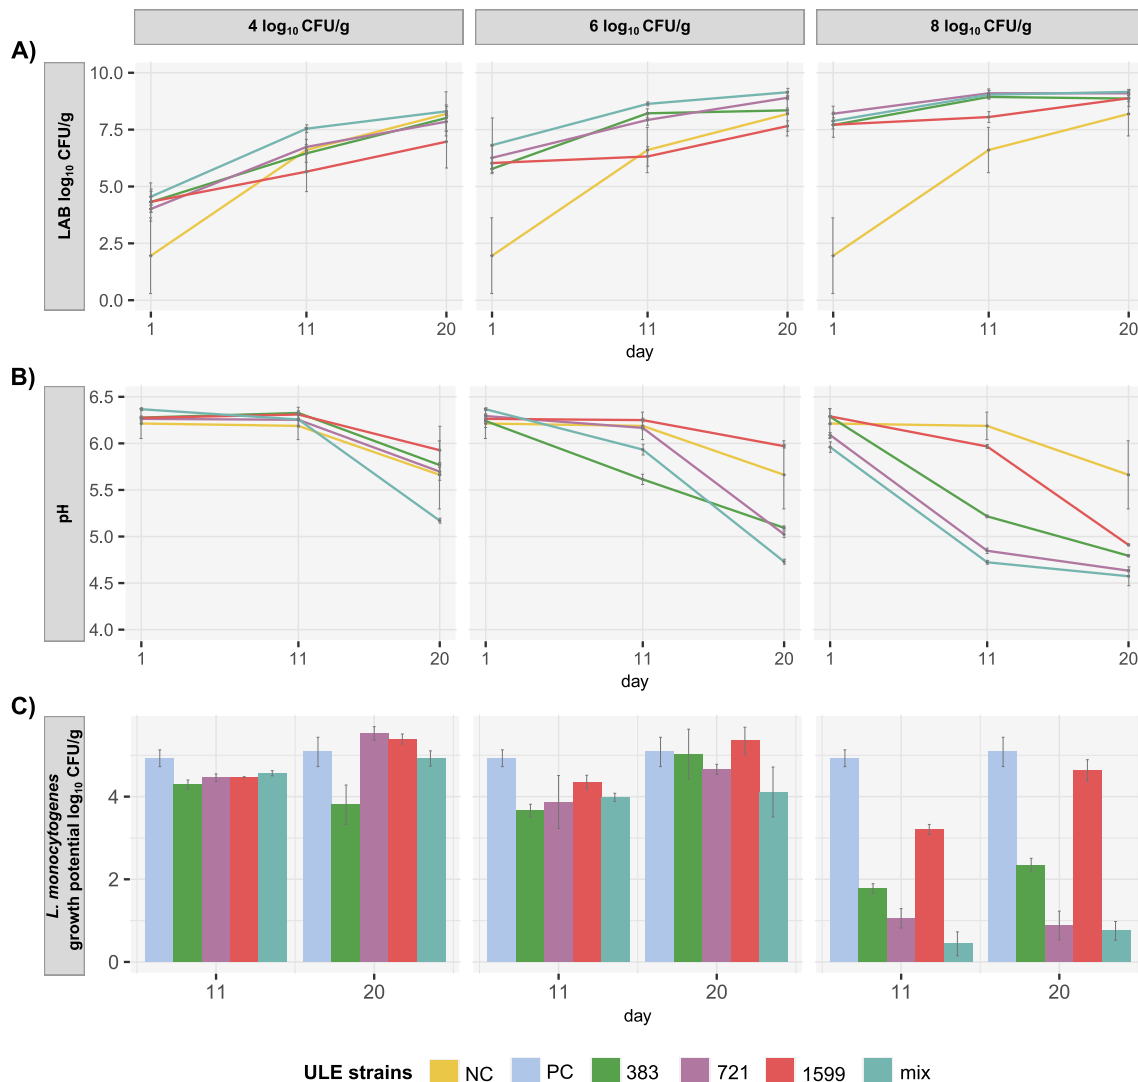 4 log₁₀ CFU/g 6 log₁₀ CFU/g 8 log₁₀ CFU/g
A)
LAB log₁₀ CFU/g
10.0
7.5
5.0
2.5
0.0
1 11 20 1 11 20 1 11 20
day
B)
pH
6.5
6.0
5.5
5.0
4.5
4.0
1 11 20 1 11 20 1 11 20
day
C)
L. monocytogenes
growth potential log₁₀ CFU/g
4
2
0
11 20 11 20 11 20
day
ULE strains NC PC 383 721 1599 mix